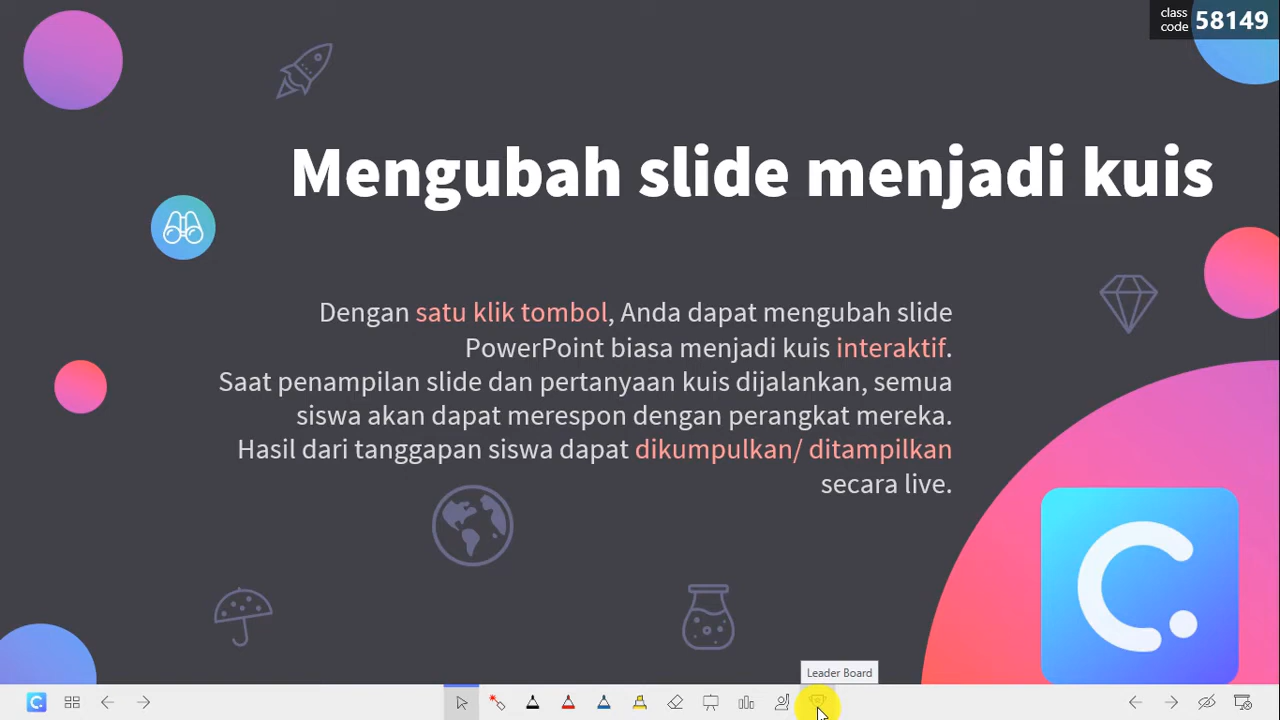 class
code 58149
Mengubah slide menjadi kuis
Dengan satu klik tombol, Anda dapat mengubah slide
PowerPoint biasa menjadi kuis interaktif.
Saat penampilan slide dan pertanyaan kuis dijalankan, semua
siswa akan dapat merespon dengan perangkat mereka.
Hasil dari tanggapan siswa dapat dikumpulkan/ ditampilkan
secara live.
Leader Board